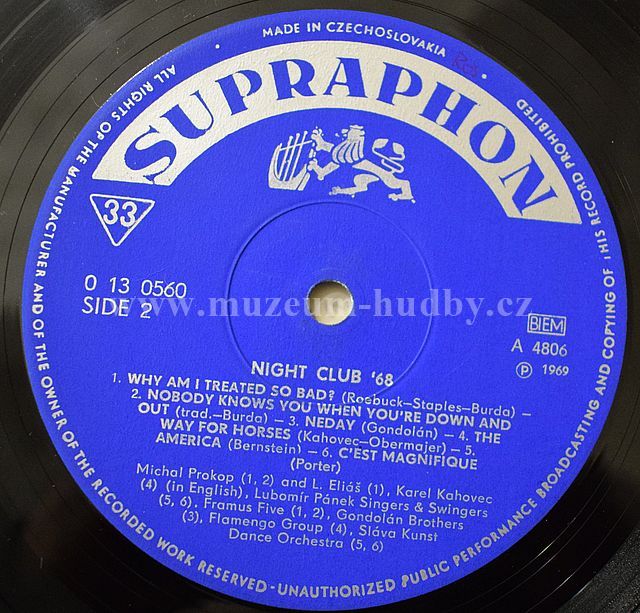 MADE IN CZECHOSLOVAKIA
ALL RIGHTS OF THE MANUFACTURER AND OF THE OWNER OF THE RECORDED WORK RESERVED - UNAUTHORIZED PUBLIC PERFORMANCE BROADCASTING AND COPYING OF THIS RECORD PROHIBITED
SUPRAPHON
33
0 13 0560
SIDE 2
www.muzeum-hudby.cz
BIEM
A 4806
Ⓟ 1969
NIGHT CLUB '68
1. WHY AM I TREATED SO BAD? (Roebuck–Staples–Burda) –
2. NOBODY KNOWS YOU WHEN YOU'RE DOWN AND
OUT (trad.–Burda) – 3. NEDAY (Gondolán) – 4. THE
WAY FOR HORSES (Kahovec–Obermajer) – 5.
AMERICA (Bernstein) – 6. C'EST MAGNIFIQUE
(Porter)
Michal Prokop (1, 2) and L. Eliáš (1), Karel Kahovec
(4) (in English), Lubomír Pánek Singers & Swingers
(5, 6). Framus Five (1, 2), Gondolán Brothers
(3), Flamengo Group (4), Sláva Kunst
Dance Orchestra (5, 6)